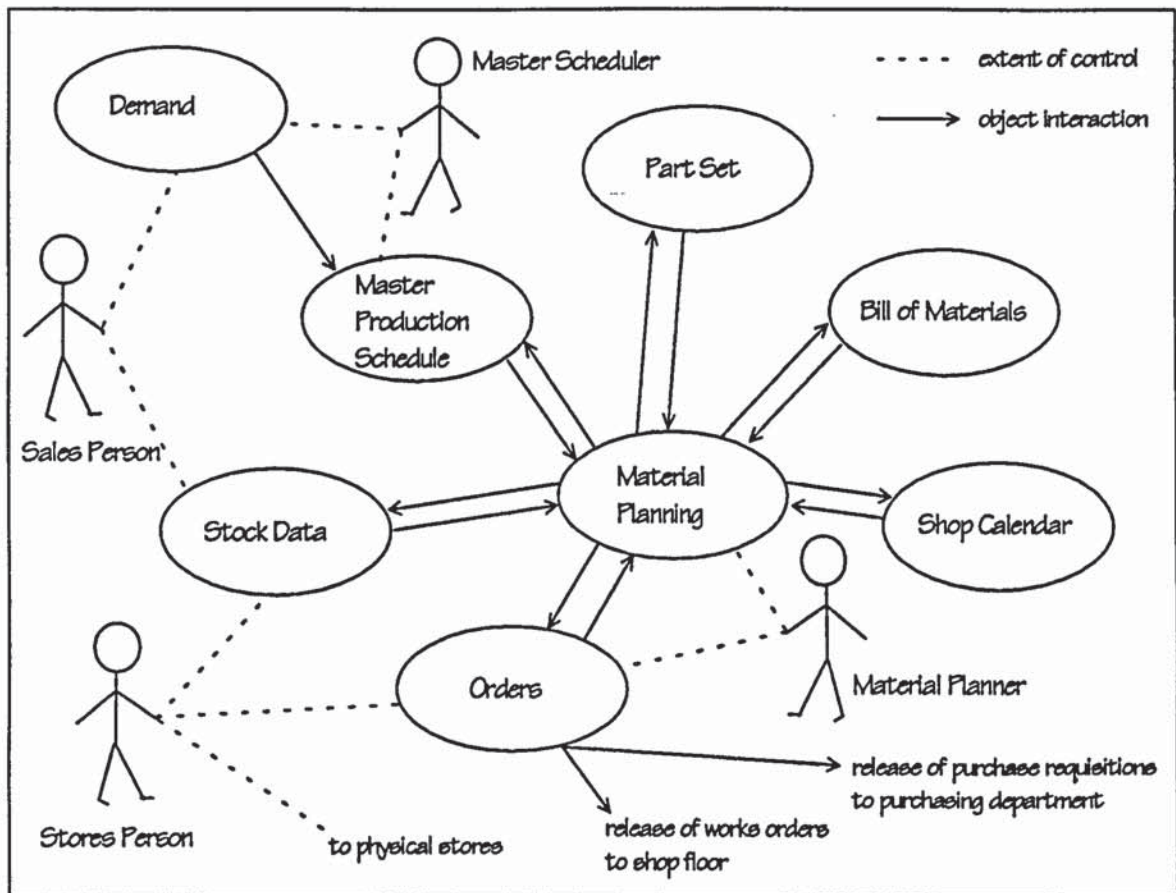 Master Scheduler
extent of control
object interaction
Demand
Part Set
Master
Production
Schedule
Bill of Materials
Sales Person
Material
Planning
Stock Data
Shop Calendar
Orders
Material Planner
Stores Person
to physical stores
release of works orders
to shop floor
release of purchase requisitions
to purchasing department